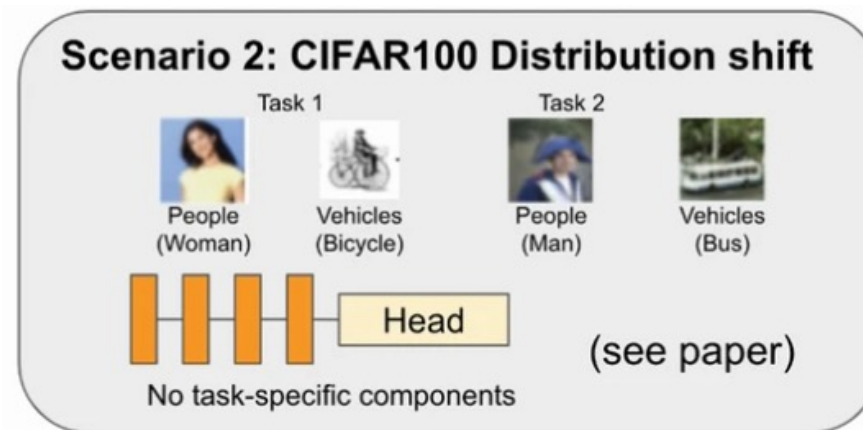 Scenario 2: CIFAR100 Distribution shift
Task 1
Task 2
People
(Woman)
Vehicles
(Bicycle)
People
(Man)
Vehicles
(Bus)
Head
(see paper)
No task-specific components